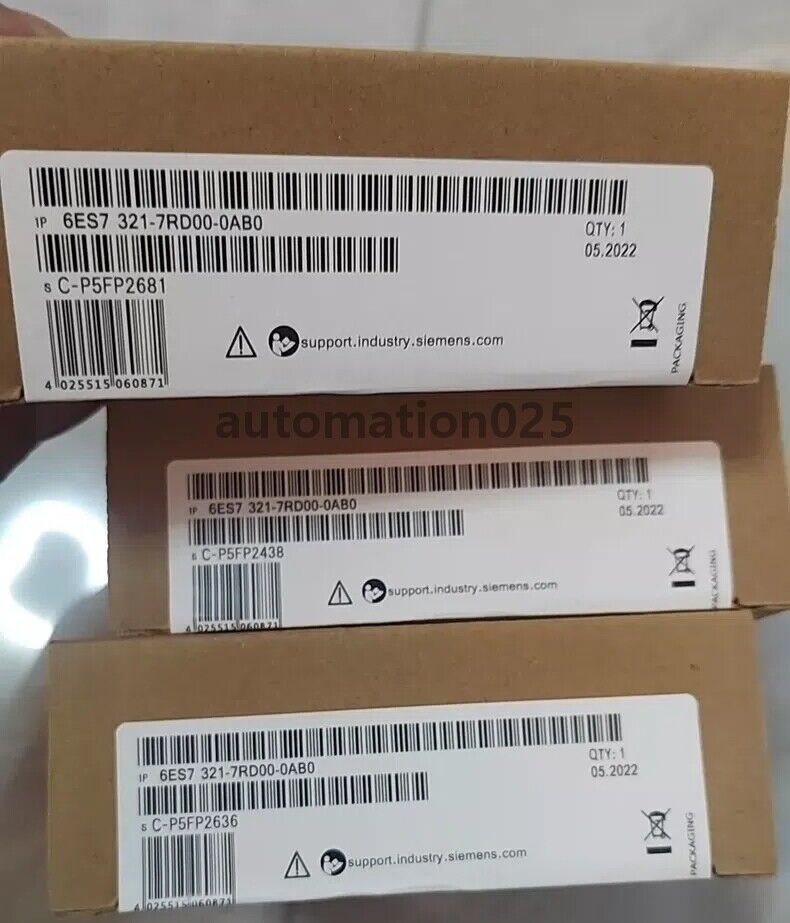 1P 6ES7 321-7RD00-0AB0
QTY: 1
05.2022
S C-P5FP2681
support.industry.siemens.com
PACKAGING
4 025515 060871
automation025
1P 6ES7 321-7RD00-0AB0
QTY: 1
05.2022
S C-P5FP2438
support.industry.siemens.com
PACKAGING
4 025515 060871
1P 6ES7 321-7RD00-0AB0
QTY: 1
05.2022
S C-P5FP2636
support.industry.siemens.com
PACKAGING
4 025515 060871